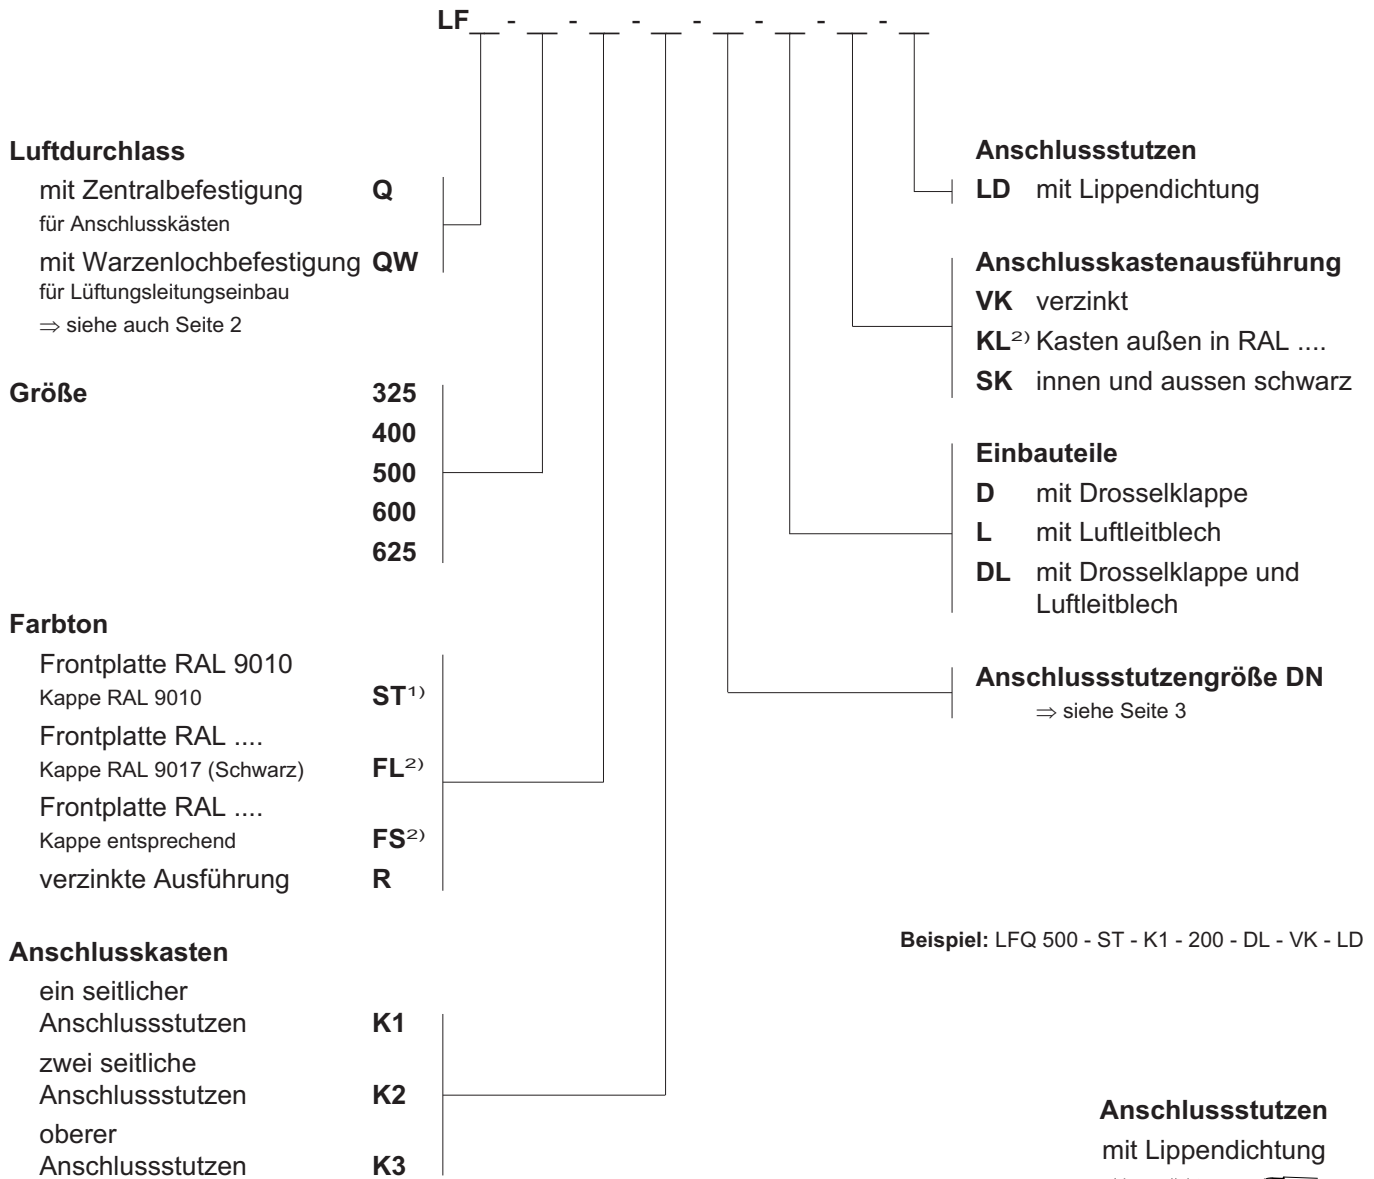 LF__ - __ - __ - __ - __ - __ - __ - __
Luftdurchlass
mit Zentralbefestigung Q
für Anschlusskästen
mit Warzenlochbefestigung QW
für Lüftungsleitungseinbau
⇒ siehe auch Seite 2
Größe 325
400
500
600
625
Farbton
Frontplatte RAL 9010
Kappe RAL 9010 ST¹⁾
Frontplatte RAL ....
Kappe RAL 9017 (Schwarz) FL²⁾
Frontplatte RAL ....
Kappe entsprechend FS²⁾
verzinkte Ausführung R
Anschlusskasten
ein seitlicher
Anschlussstutzen K1
zwei seitliche
Anschlussstutzen K2
oberer
Anschlussstutzen K3
Anschlussstutzen
LD mit Lippendichtung
Anschlusskastenausführung
VK verzinkt
KL²⁾ Kasten außen in RAL ....
SK innen und aussen schwarz
Einbauteile
D mit Drosselklappe
L mit Luftleitblech
DL mit Drosselklappe und
Luftleitblech
Anschlussstutzengröße DN
⇒ siehe Seite 3
Beispiel: LFQ 500 - ST - K1 - 200 - DL - VK - LD
Anschlussstutzen
mit Lippendichtung